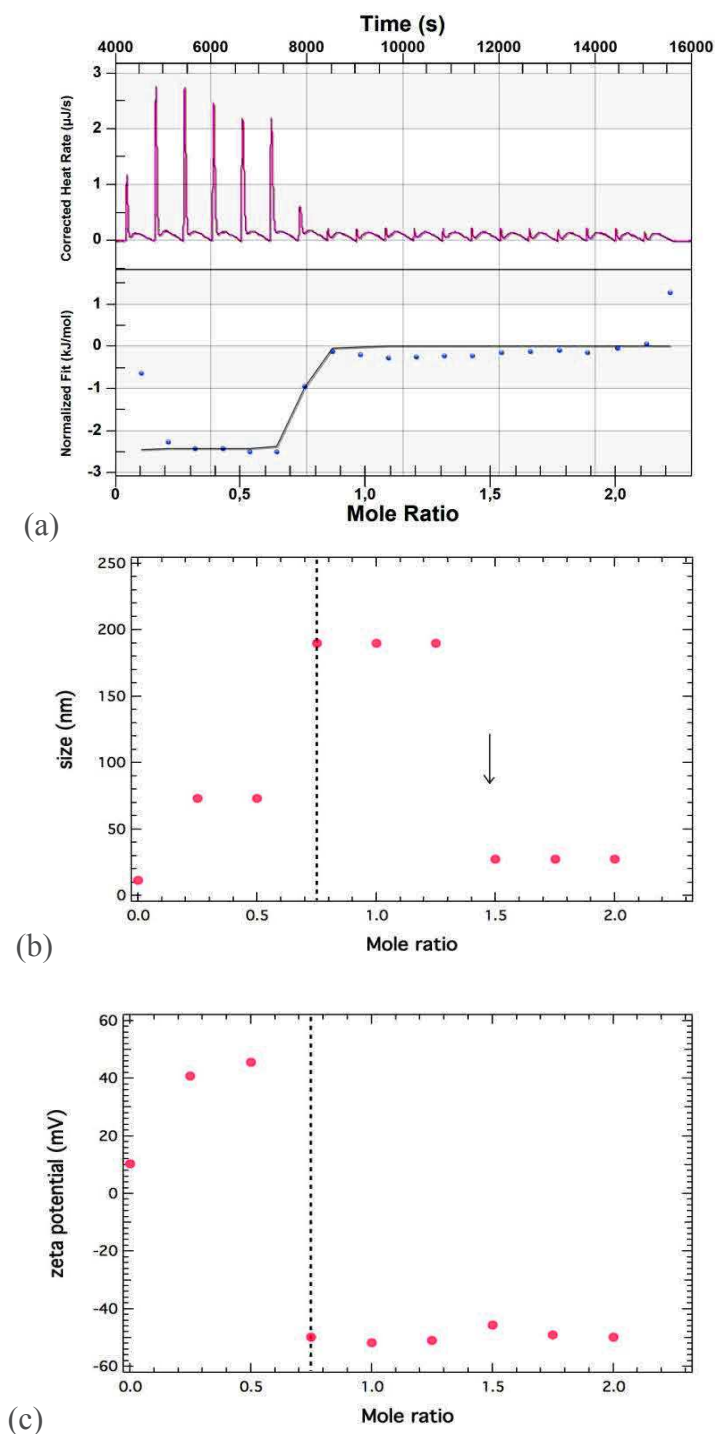 Time (s)
4000 6000 8000 10000 12000 14000 16000
Corrected Heat Rate (µJ/s)
3
2
1
0
Normalized Fit (kJ/mol)
1
0
-1
-2
-3
0 0,5 1,0 1,5 2,0
Mole Ratio
(a)
size (nm)
250
200
150
100
50
0
0.0 0.5 1.0 1.5 2.0
Mole ratio
(b)
zeta potential (mV)
60
40
20
0
-20
-40
-60
0.0 0.5 1.0 1.5 2.0
Mole ratio
(c)